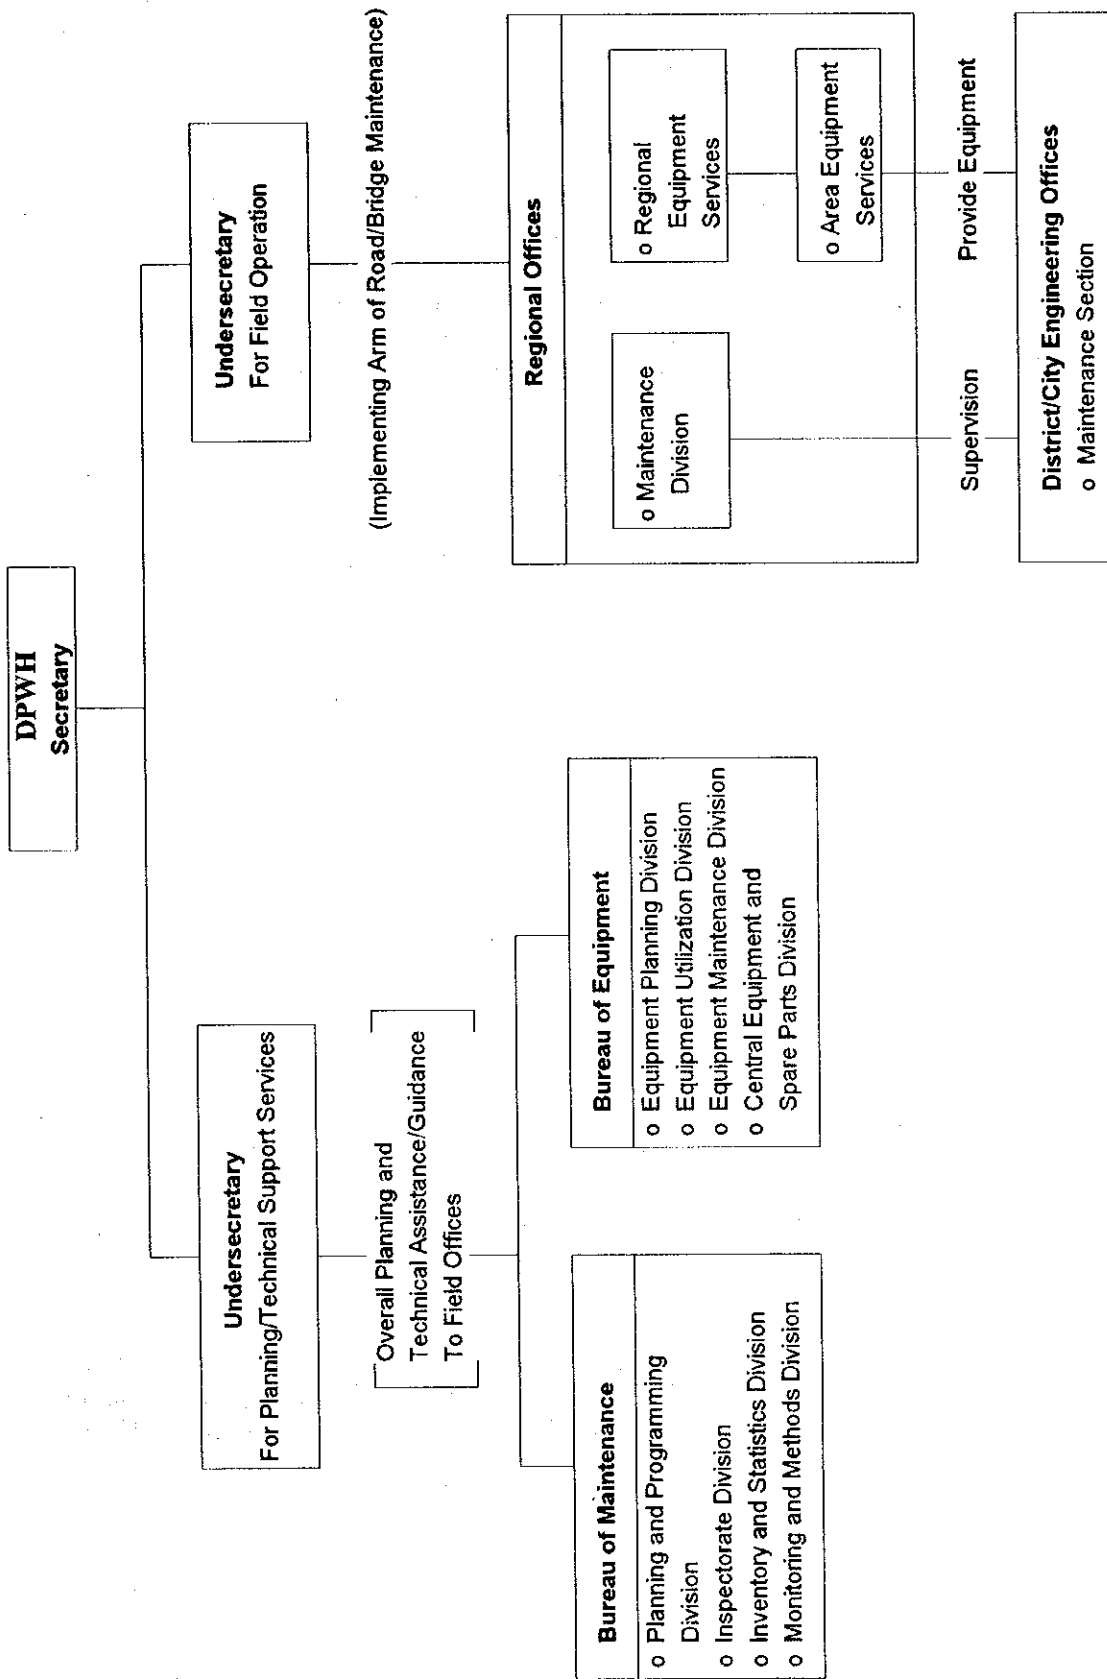 DPWH
Secretary
Undersecretary
For Planning/Technical Support Services
Undersecretary
For Field Operation
Overall Planning and
Technical Assistance/Guidance
To Field Offices
(Implementing Arm of Road/Bridge Maintenance)
Bureau of Maintenance
o Planning and Programming
Division
o Inspectorate Division
o Inventory and Statistics Division
o Monitoring and Methods Division
Bureau of Equipment
o Equipment Planning Division
o Equipment Utilization Division
o Equipment Maintenance Division
o Central Equipment and
Spare Parts Division
Regional Offices
o Maintenance
Division
o Regional
Equipment
Services
o Area Equipment
Services
Supervision
Provide Equipment
District/City Engineering Offices
o Maintenance Section